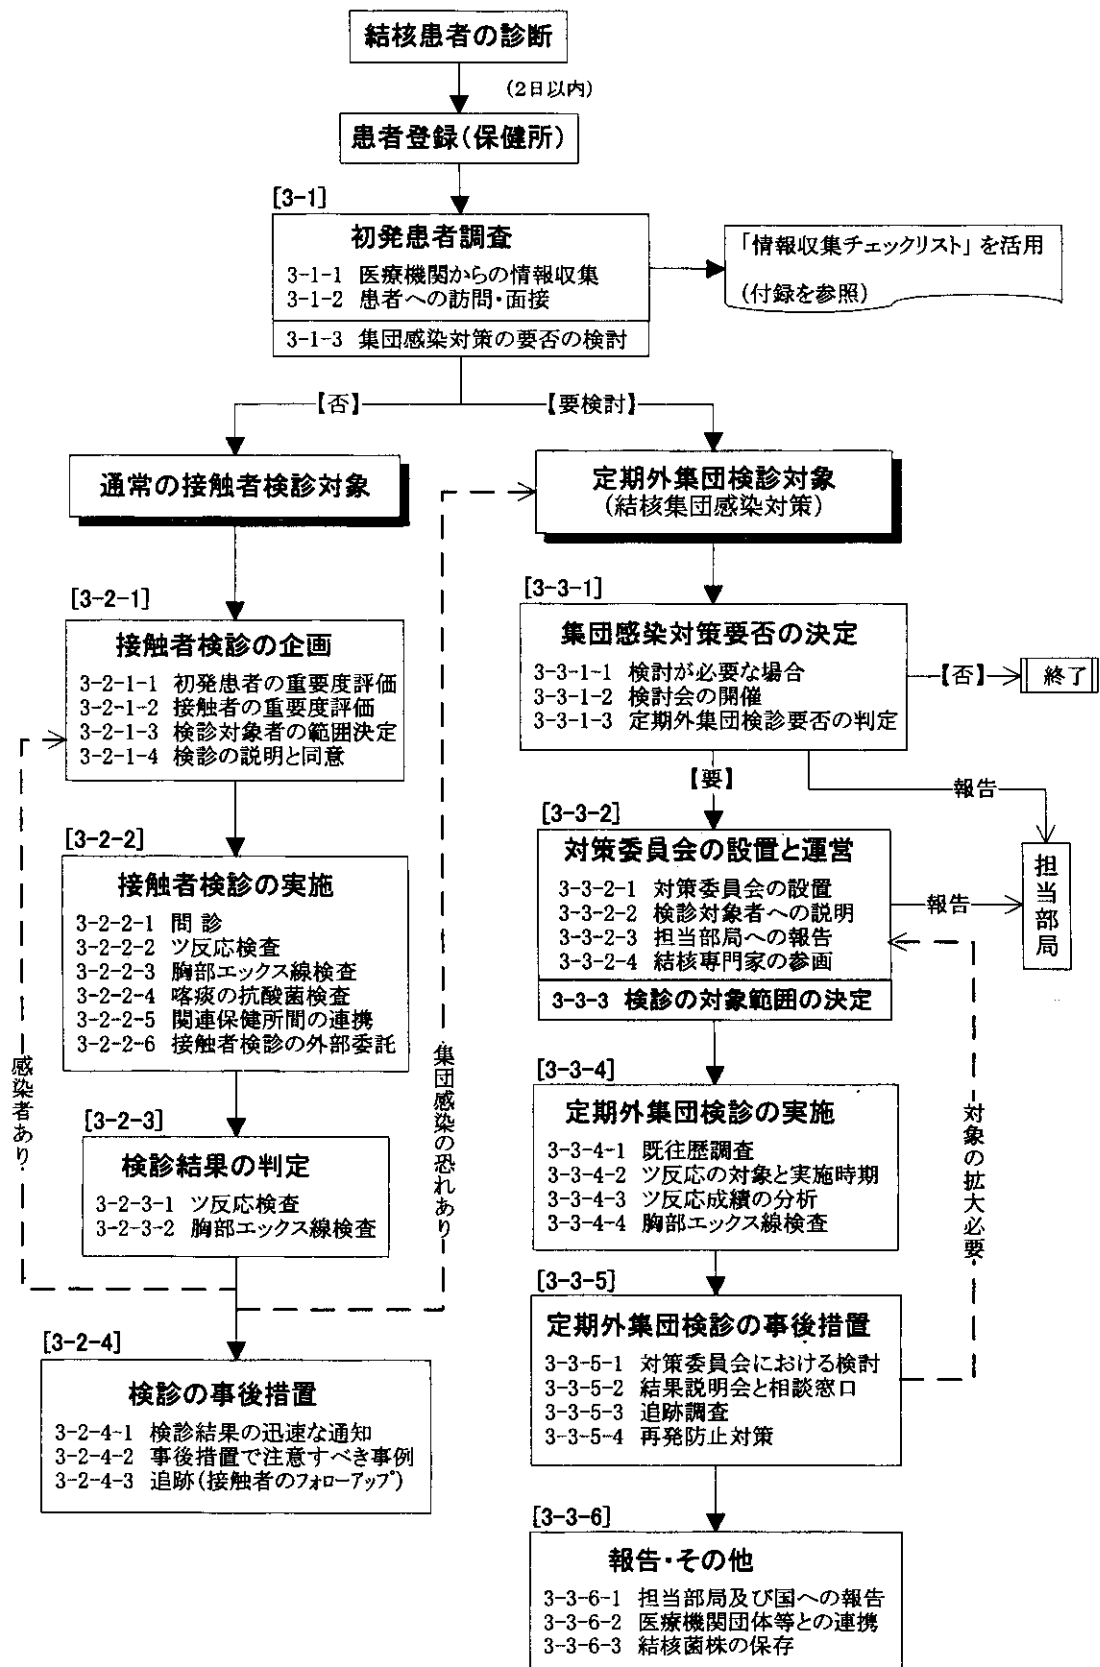 結核患者の診断
(2日以内)
患者登録(保健所)
[3-1]
初発患者調査
3-1-1 医療機関からの情報収集
3-1-2 患者への訪問・面接
3-1-3 集団感染対策の要否の検討
「情報収集チェックリスト」を活用
(付録を参照)
【否】
【要検討】
通常の接触者検診対象
定期外集団検診対象
(結核集団感染対策)
[3-2-1]
接触者検診の企画
3-2-1-1 初発患者の重要度評価
3-2-1-2 接触者の重要度評価
3-2-1-3 検診対象者の範囲決定
3-2-1-4 検診の説明と同意
[3-2-2]
接触者検診の実施
3-2-2-1 問診
3-2-2-2 ツ反応検査
3-2-2-3 胸部エックス線検査
3-2-2-4 喀痰の抗酸菌検査
3-2-2-5 関連保健所間の連携
3-2-2-6 接触者検診の外部委託
[3-2-3]
検診結果の判定
3-2-3-1 ツ反応検査
3-2-3-2 胸部エックス線検査
感染者あり
集団感染の恐れあり
[3-2-4]
検診の事後措置
3-2-4-1 検診結果の迅速な通知
3-2-4-2 事後措置で注意すべき事例
3-2-4-3 追跡(接触者のフォローアップ)
[3-3-1]
集団感染対策要否の決定
3-3-1-1 検討が必要な場合
3-3-1-2 検討会の開催
3-3-1-3 定期外集団検診要否の判定
【否】
終了
【要】
報告
[3-3-2]
対策委員会の設置と運営
3-3-2-1 対策委員会の設置
3-3-2-2 検診対象者への説明
3-3-2-3 担当部局への報告
3-3-2-4 結核専門家の参画
3-3-3 検診の対象範囲の決定
報告
担当部局
[3-3-4]
定期外集団検診の実施
3-3-4-1 既往歴調査
3-3-4-2 ツ反応の対象と実施時期
3-3-4-3 ツ反応成績の分析
3-3-4-4 胸部エックス線検査
対象の拡大必要
[3-3-5]
定期外集団検診の事後措置
3-3-5-1 対策委員会における検討
3-3-5-2 結果説明会と相談窓口
3-3-5-3 追跡調査
3-3-5-4 再発防止対策
[3-3-6]
報告・その他
3-3-6-1 担当部局及び国への報告
3-3-6-2 医療機関団体等との連携
3-3-6-3 結核菌株の保存